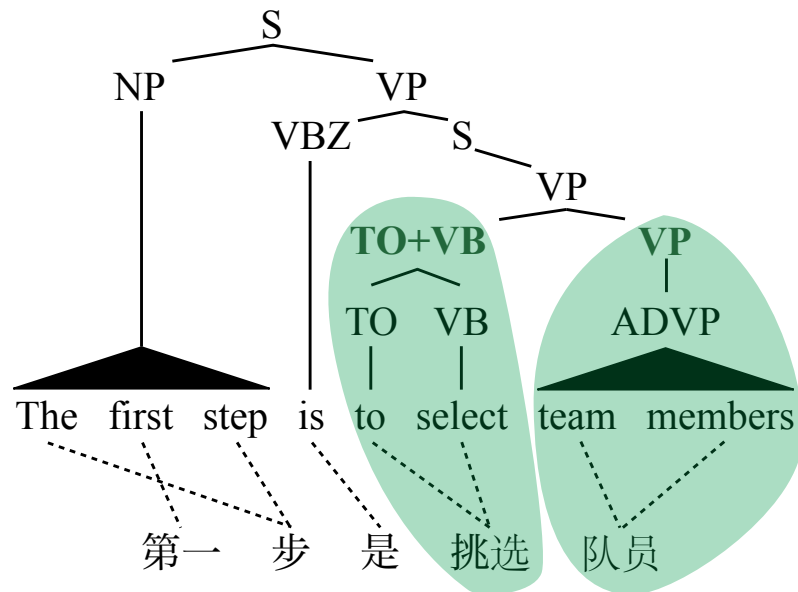 S
NP VP
VBZ S
VP
TO+VB VP
TO VB ADVP
The first step is to select team members
第一 步 是 挑选 队员